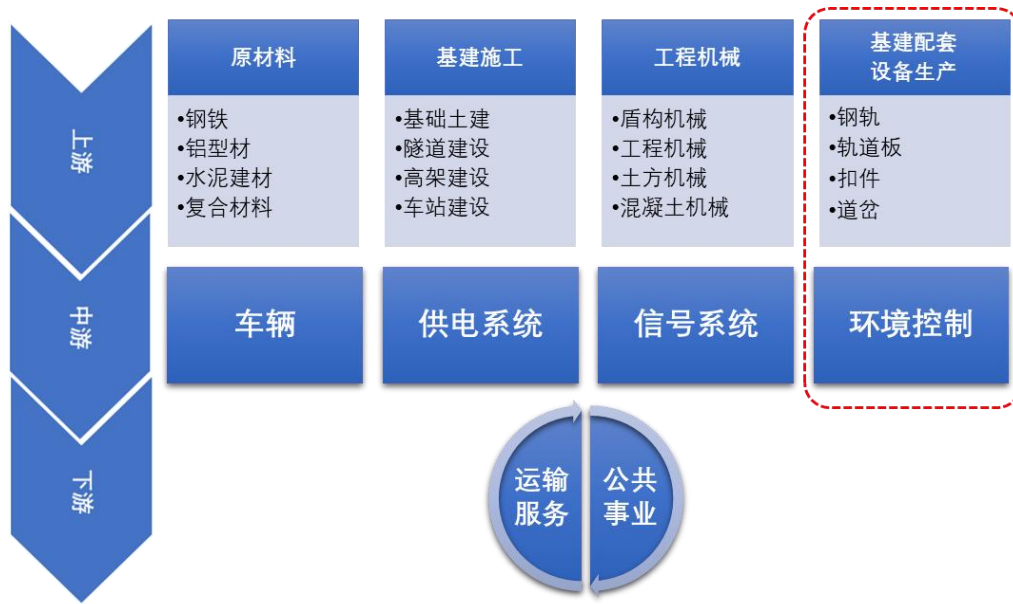 上游
原材料
•钢铁
•铝型材
•水泥建材
•复合材料
基建施工
•基础土建
•隧道建设
•高架建设
•车站建设
工程机械
•盾构机械
•工程机械
•土方机械
•混凝土机械
基建配套
设备生产
•钢轨
•轨道板
•扣件
•道岔
中游
车辆
供电系统
信号系统
环境控制
下游
运输
服务
公共
事业